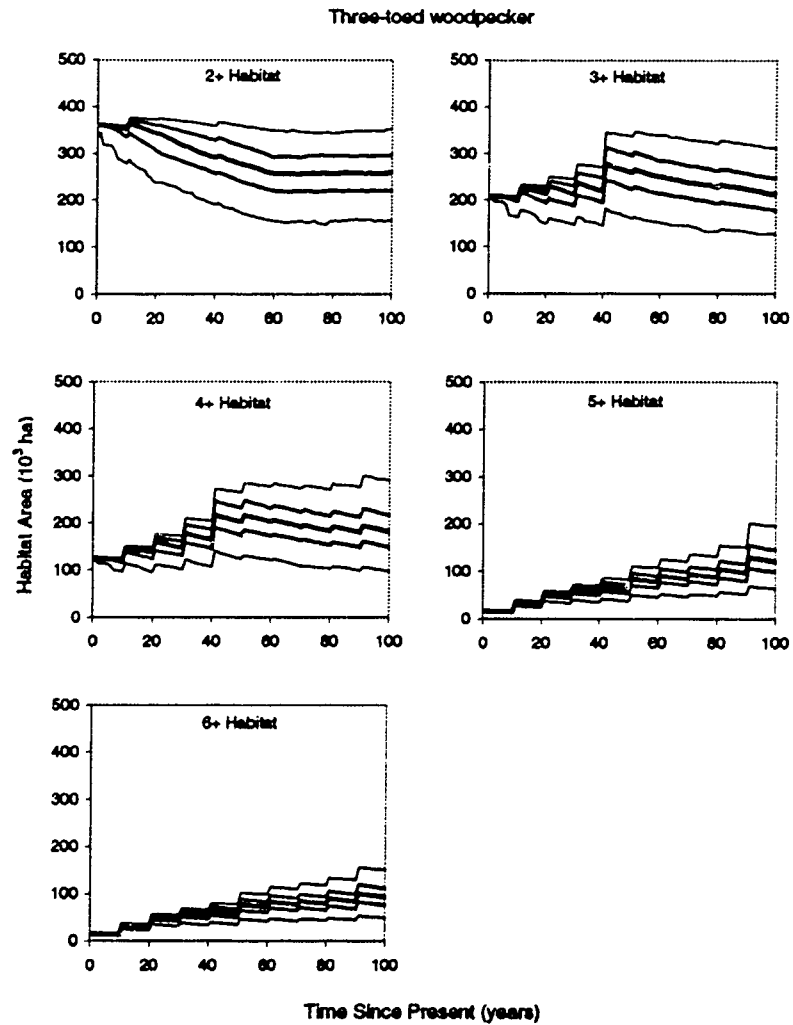 Three-toed woodpecker
2+ Habitat
500
400
300
200
100
0
0 20 40 60 80 100
3+ Habitat
500
400
300
200
100
0
0 20 40 60 80 100
Habitat Area (10³ ha)
4+ Habitat
500
400
300
200
100
0
0 20 40 60 80 100
5+ Habitat
500
400
300
200
100
0
0 20 40 60 80 100
6+ Habitat
500
400
300
200
100
0
0 20 40 60 80 100
Time Since Present (years)